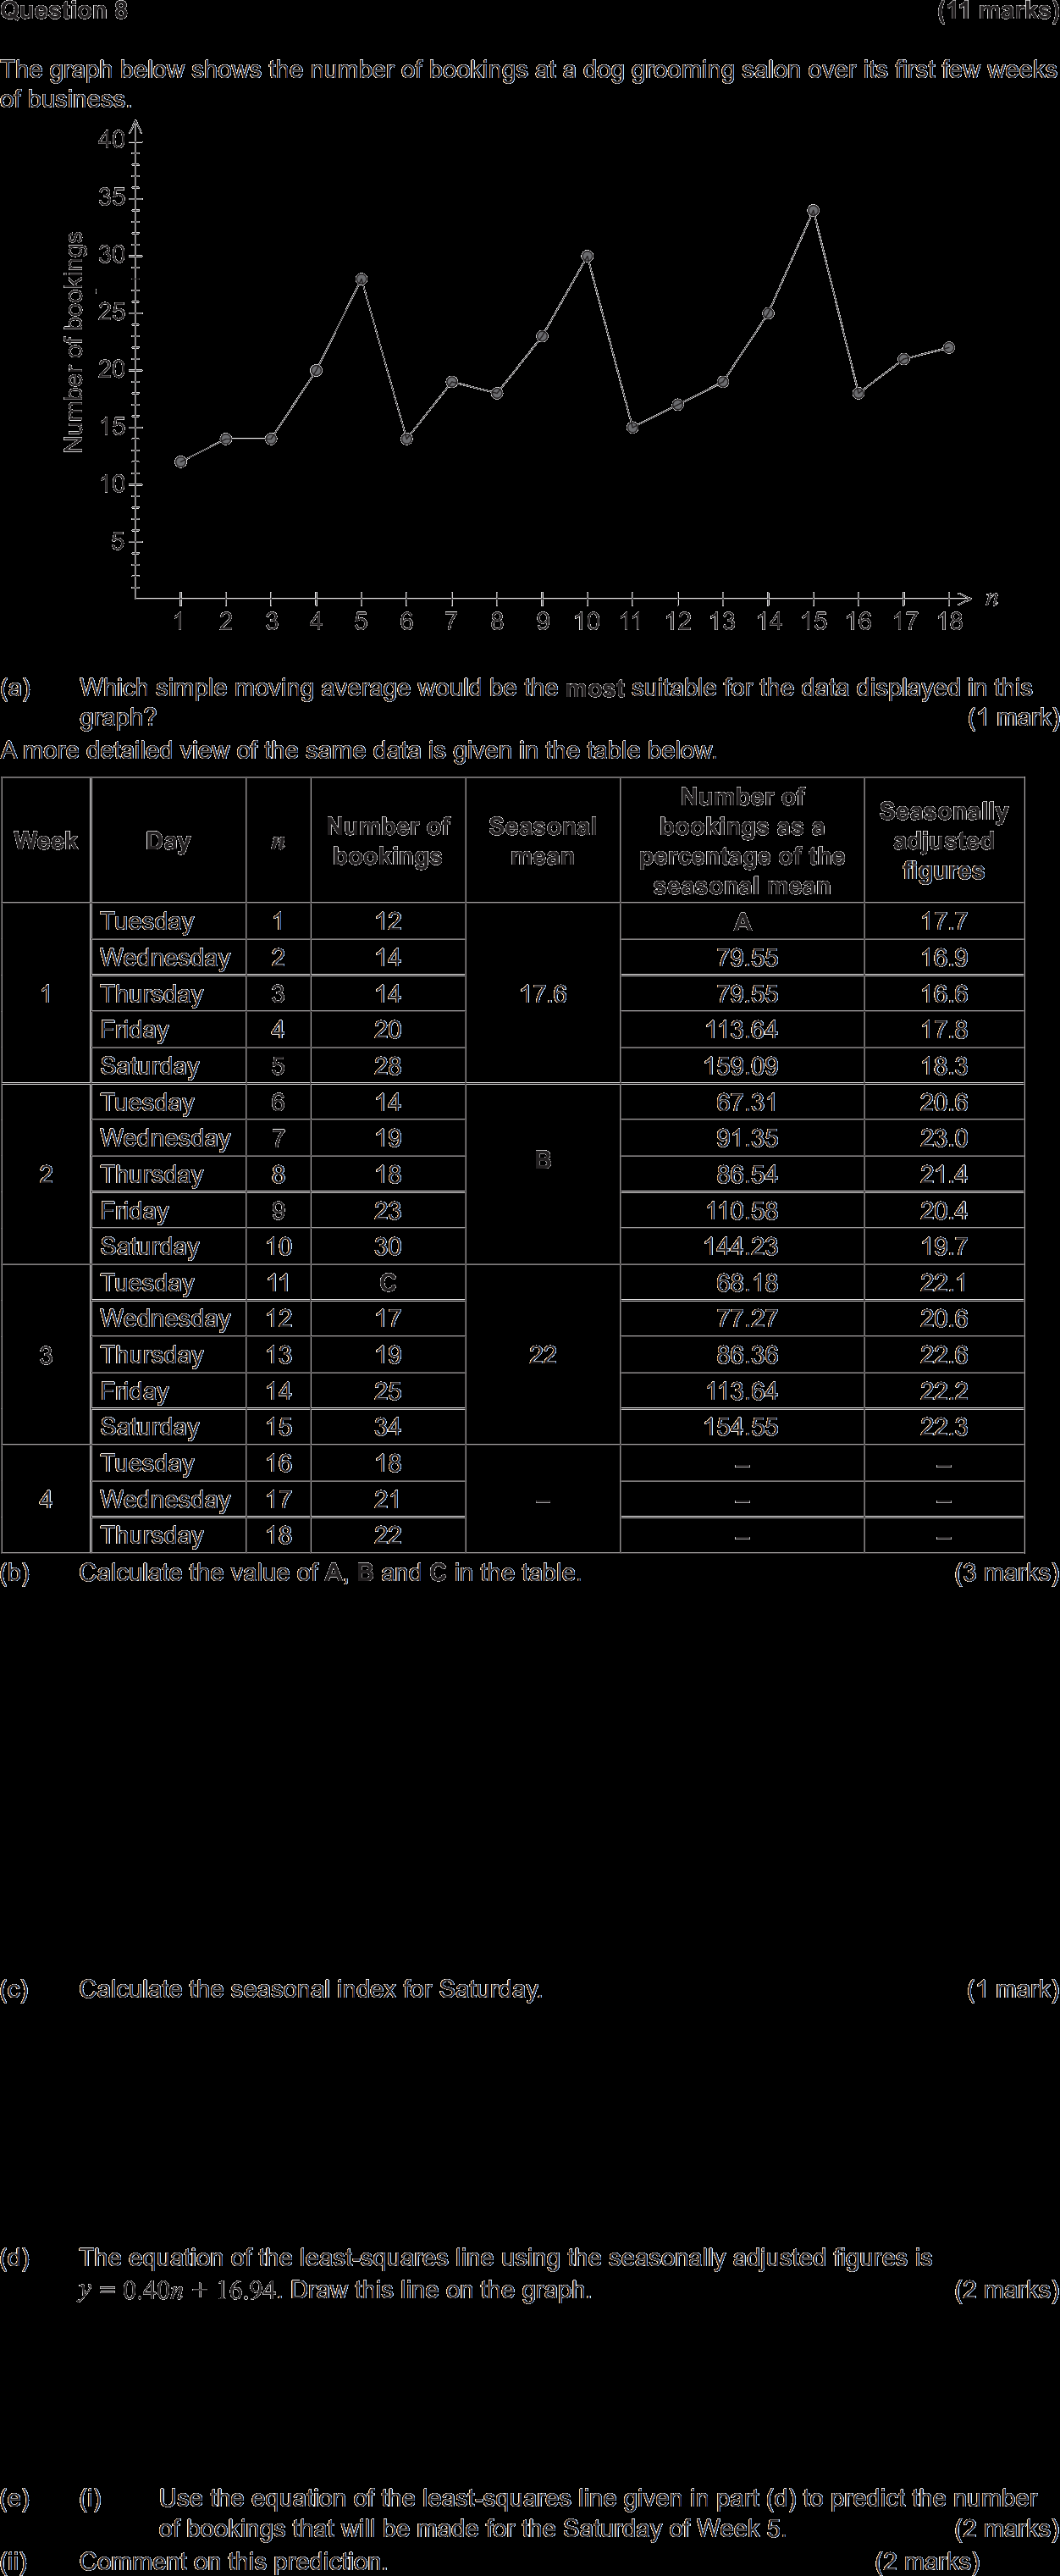 Question 8 (11 marks)
The graph below shows the number of bookings at a dog grooming salon over its first few weeks
of business.
40
35
30
25
20
15
10
5
Number of bookings
1 2 3 4 5 6 7 8 9 10 11 12 13 14 15 16 17 18 n
(a) Which simple moving average would be the most suitable for the data displayed in this
graph? (1 mark)
A more detailed view of the same data is given in the table below.
Week Day n Number of bookings Seasonal mean Number of bookings as a percentage of the seasonal mean Seasonally adjusted figures
1 Tuesday 1 12 17.6 A 17.7
Wednesday 2 14 79.55 16.9
Thursday 3 14 79.55 16.6
Friday 4 20 113.64 17.8
Saturday 5 28 159.09 18.3
2 Tuesday 6 14 B 67.31 20.6
Wednesday 7 19 91.35 23.0
Thursday 8 18 86.54 21.4
Friday 9 23 110.58 20.4
Saturday 10 30 144.23 19.7
3 Tuesday 11 C 22 68.18 22.1
Wednesday 12 17 77.27 20.6
Thursday 13 19 86.36 22.6
Friday 14 25 113.64 22.2
Saturday 15 34 154.55 22.3
4 Tuesday 16 18 – – –
Wednesday 17 21 – –
Thursday 18 22 – –
(b) Calculate the value of A, B and C in the table. (3 marks)
(c) Calculate the seasonal index for Saturday. (1 mark)
(d) The equation of the least-squares line using the seasonally adjusted figures is
y = 0.40n + 16.94. Draw this line on the graph. (2 marks)
(e) (i) Use the equation of the least-squares line given in part (d) to predict the number
of bookings that will be made for the Saturday of Week 5. (2 marks)
(ii) Comment on this prediction. (2 marks)